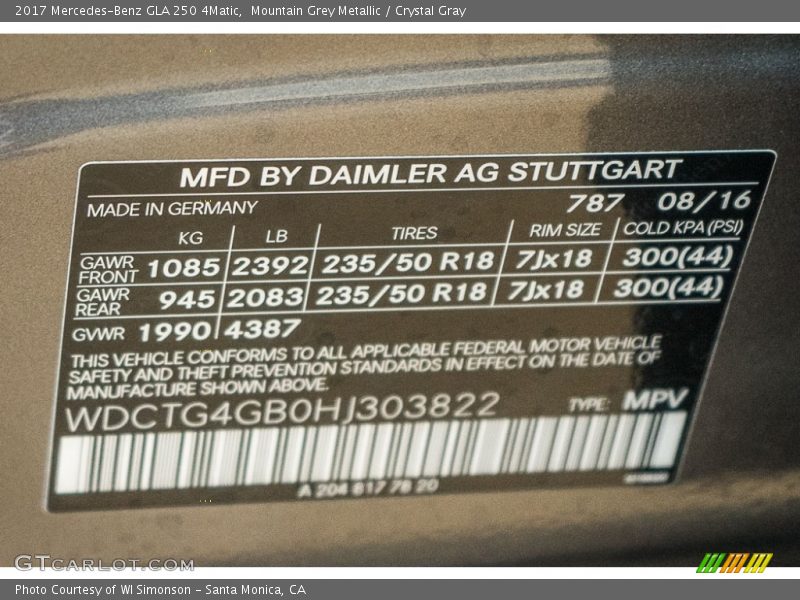 2017 Mercedes-Benz GLA 250 4Matic, Mountain Grey Metallic / Crystal Gray
MFD BY DAIMLER AG STUTTGART
MADE IN GERMANY 787 08/16
KG LB TIRES RIM SIZE COLD KPA (PSI)
GAWR FRONT 1085 2392 235/50 R18 7Jx18 300(44)
GAWR REAR 945 2083 235/50 R18 7Jx18 300(44)
GVWR 1990 4387
THIS VEHICLE CONFORMS TO ALL APPLICABLE FEDERAL MOTOR VEHICLE
SAFETY AND THEFT PREVENTION STANDARDS IN EFFECT ON THE DATE OF
MANUFACTURE SHOWN ABOVE.
WDCTG4GB0HJ303822 TYPE: MPV
A 204 817 78 20
GTCARLOT.COM
Photo Courtesy of WI Simonson - Santa Monica, CA